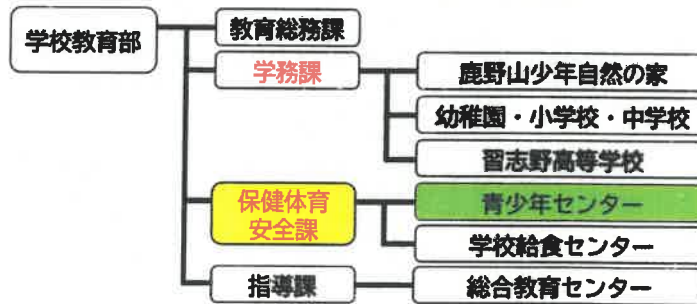 学校教育部
教育総務課
学務課
鹿野山少年自然の家
幼稚園・小学校・中学校
習志野高等学校
保健体育
安全課
青少年センター
学校給食センター
指導課
総合教育センター